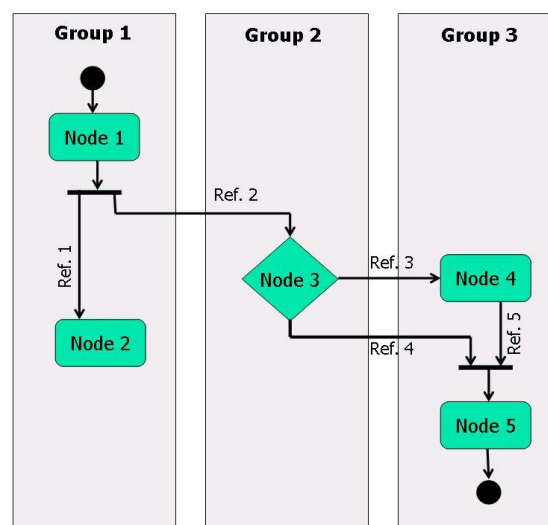 Group 1
Group 2
Group 3
Node 1
Ref. 2
Ref. 1
Node 3
Ref. 3
Node 4
Node 2
Ref. 4
Ref. 5
Node 5